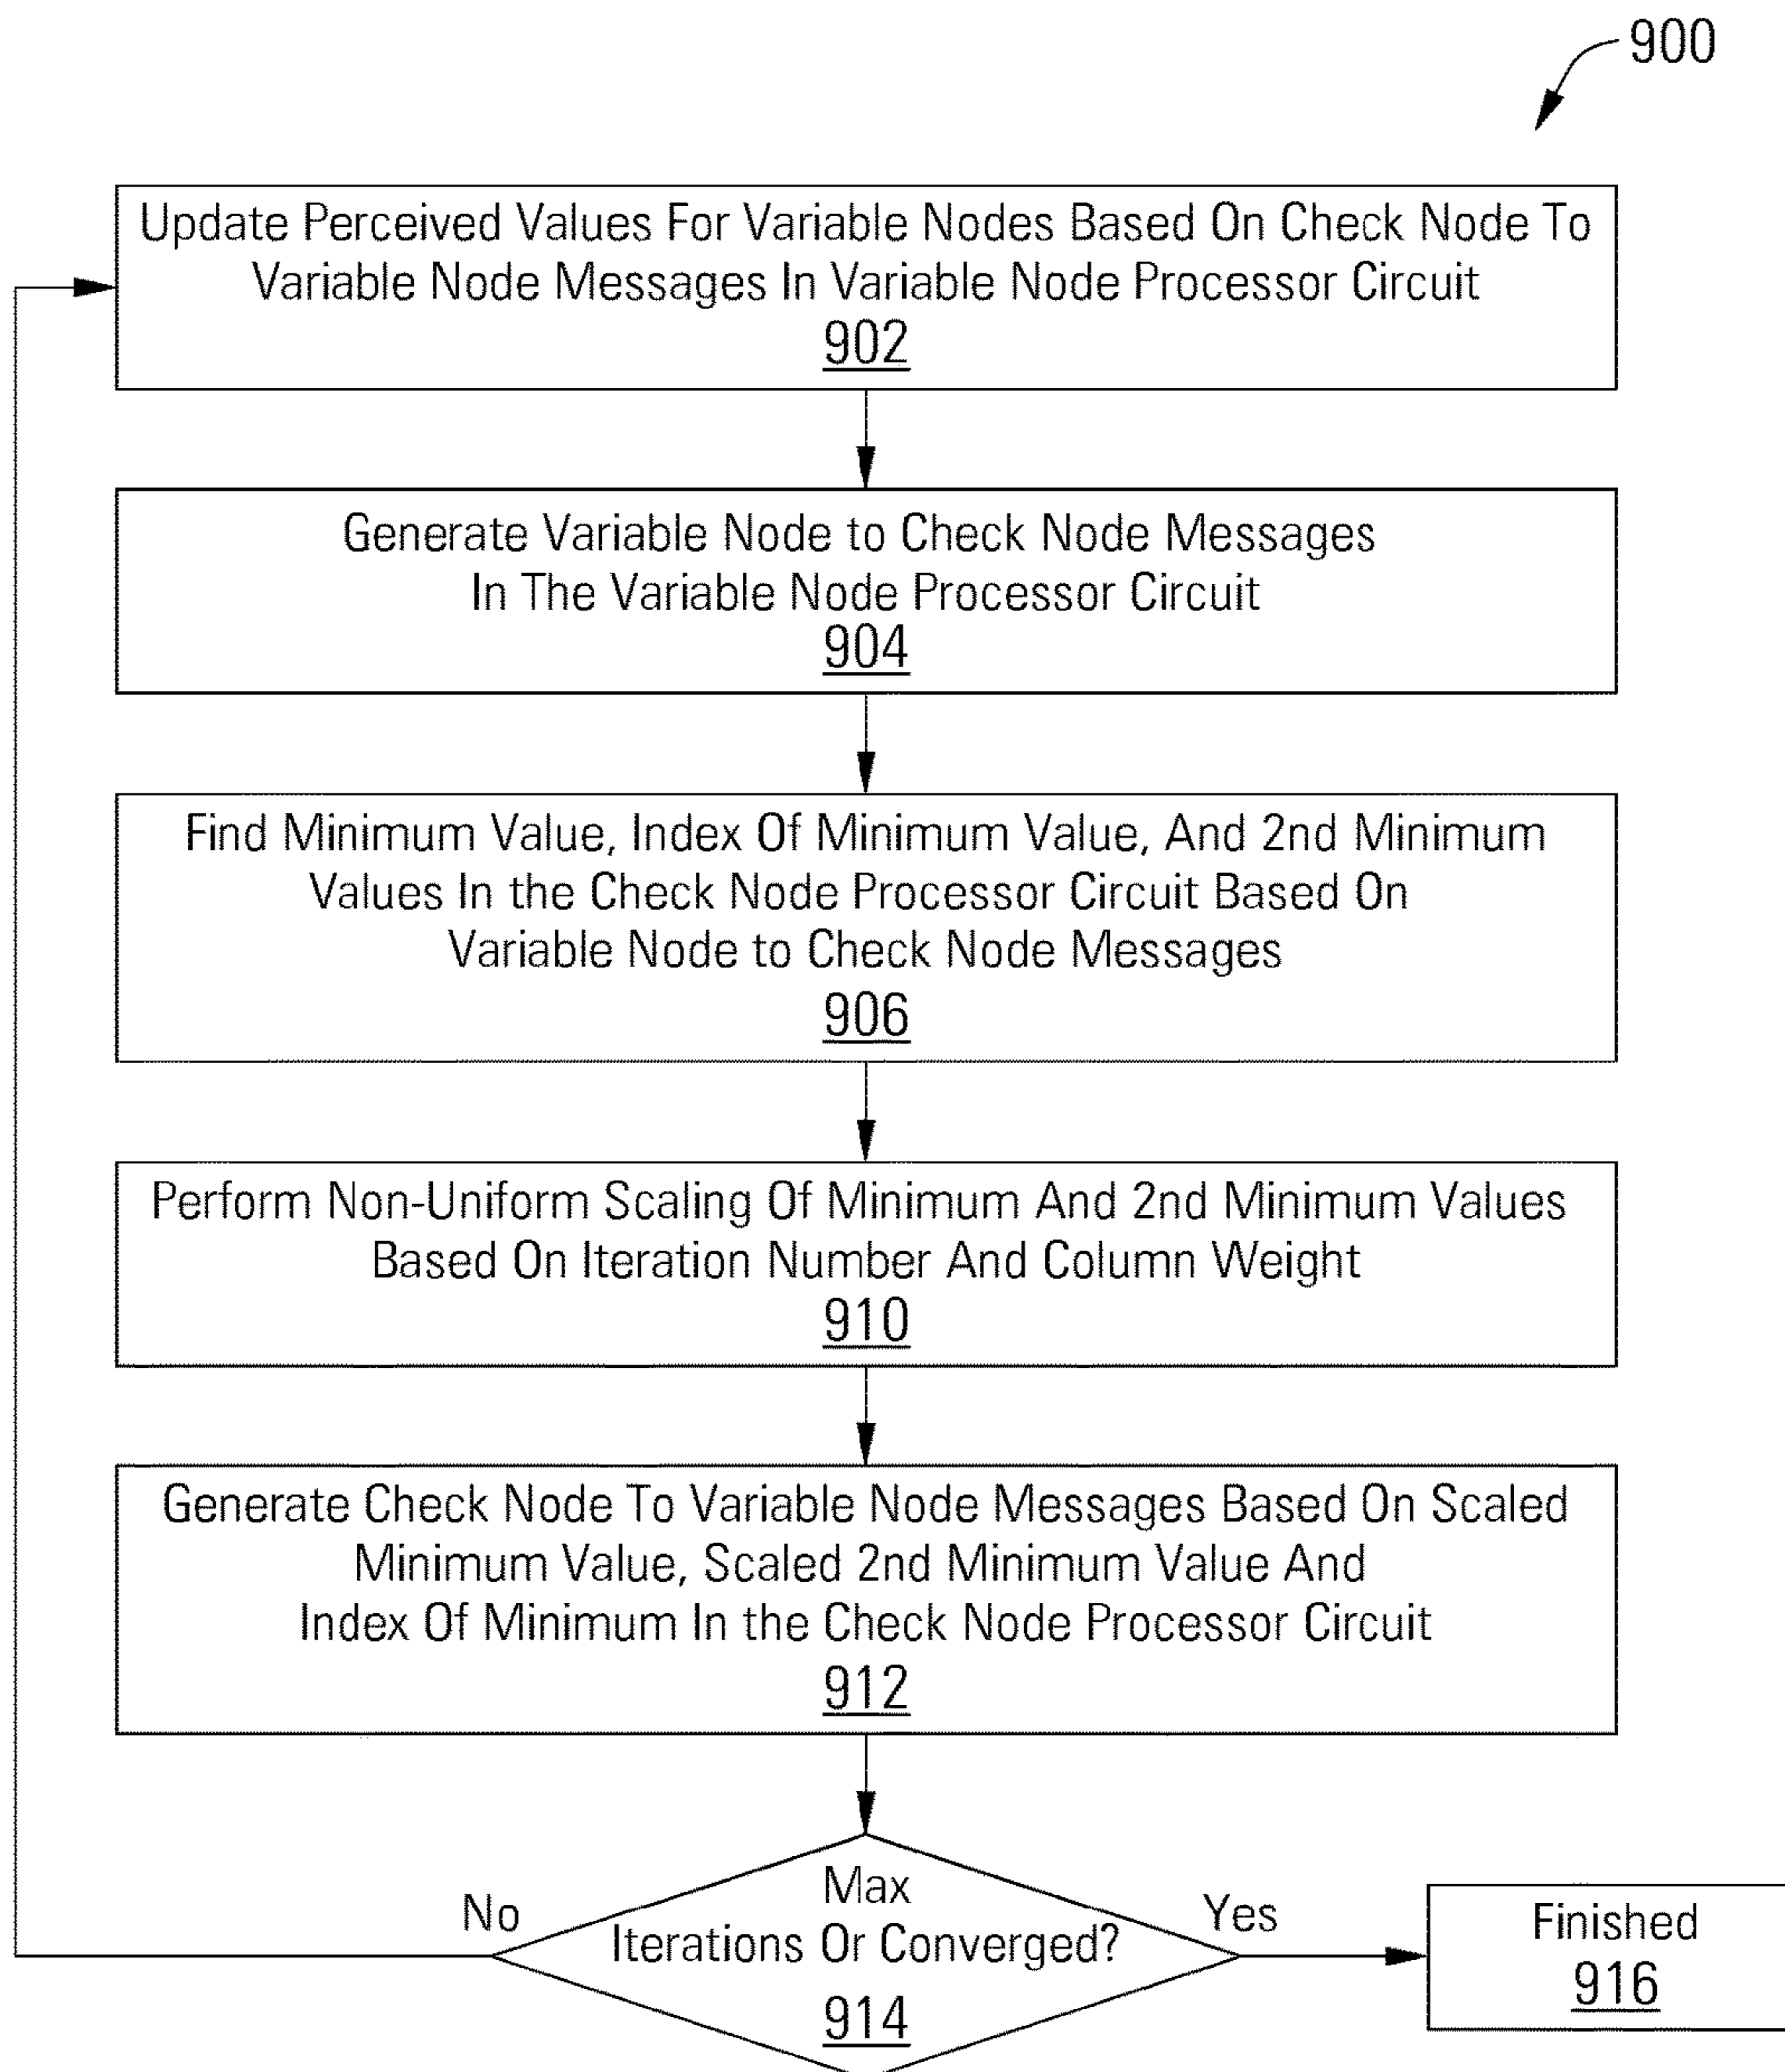 900
Update Perceived Values For Variable Nodes Based On Check Node To
Variable Node Messages In Variable Node Processor Circuit
902
Generate Variable Node to Check Node Messages
In The Variable Node Processor Circuit
904
Find Minimum Value, Index Of Minimum Value, And 2nd Minimum
Values In the Check Node Processor Circuit Based On
Variable Node to Check Node Messages
906
Perform Non-Uniform Scaling Of Minimum And 2nd Minimum Values
Based On Iteration Number And Column Weight
910
Generate Check Node To Variable Node Messages Based On Scaled
Minimum Value, Scaled 2nd Minimum Value And
Index Of Minimum In the Check Node Processor Circuit
912
Max
Iterations Or Converged?
914
No
Yes
Finished
916